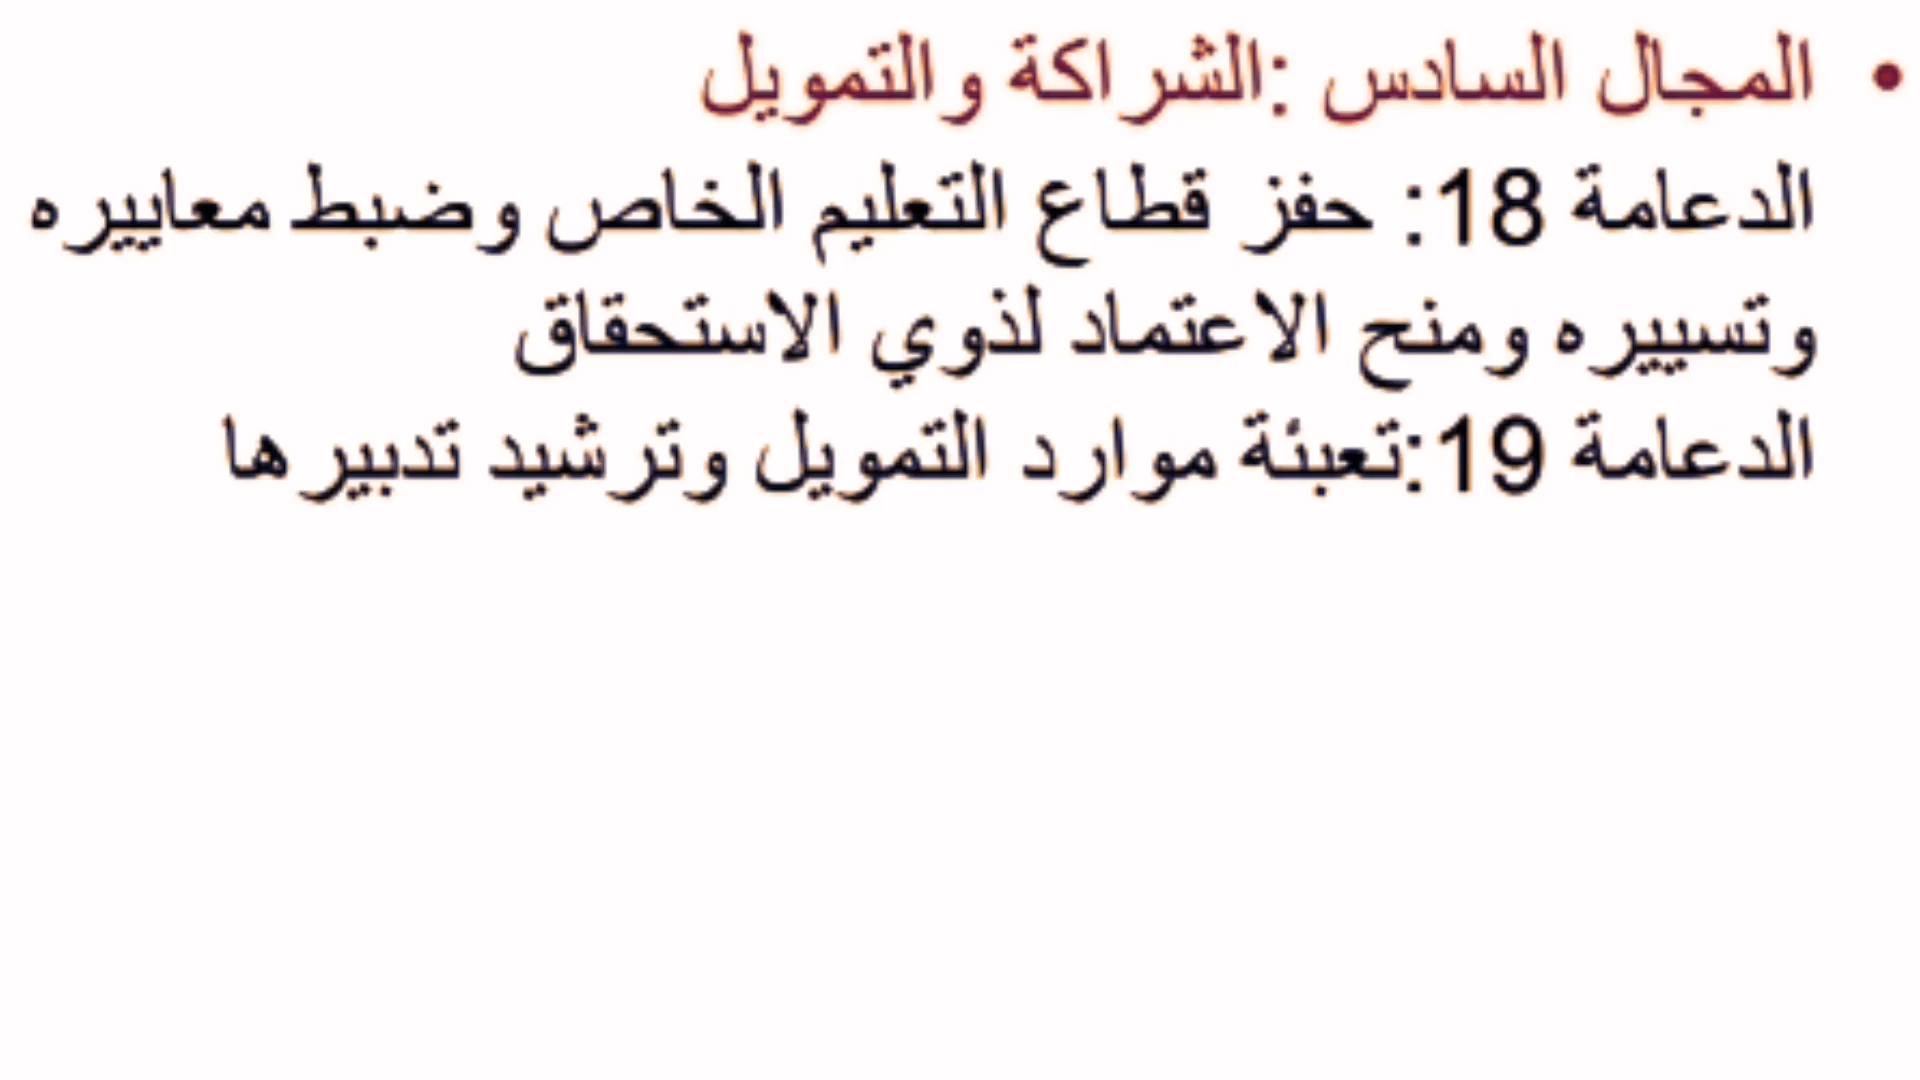 • المجال السادس :الشراكة والتمويل
الدعامة 18: حفز قطاع التعليم الخاص وضبط معاييره
وتسييره ومنح الاعتماد لذوي الاستحقاق
الدعامة 19:تعبئة موارد التمويل وترشيد تدبيرها